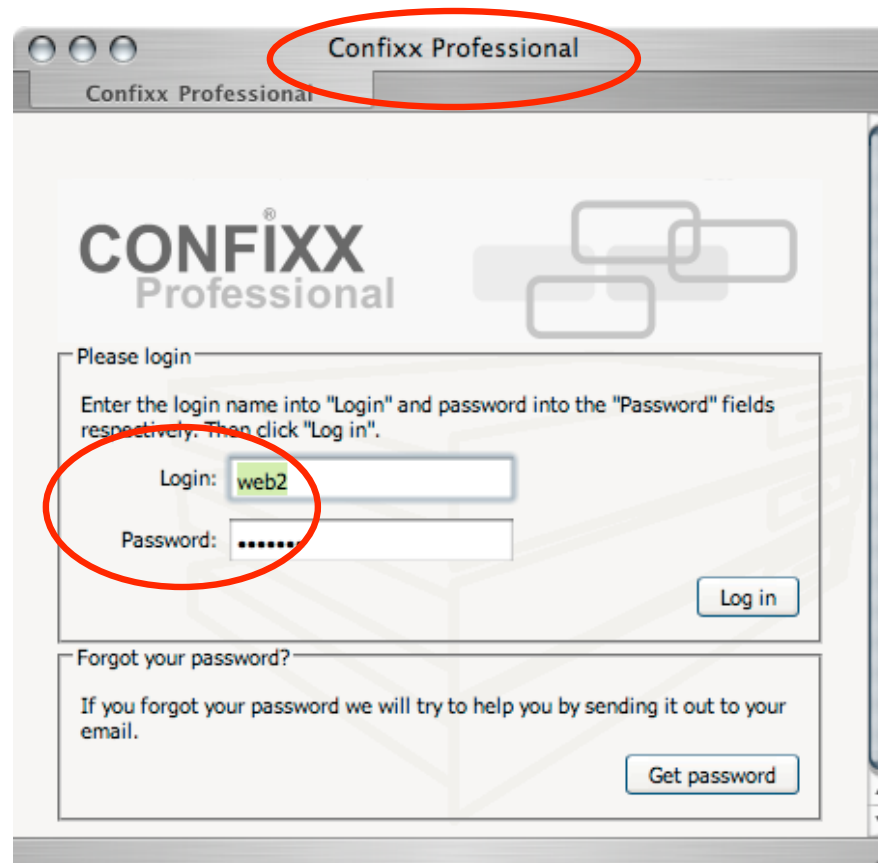 Confixx Professional
Confixx Professional
CONFIXX®
Professional
Please login
Enter the login name into "Login" and password into the "Password" fields
respectively. Then click "Log in".
Login: web2
Password: •••••••
Log in
Forgot your password?
If you forgot your password we will try to help you by sending it out to your
email.
Get password